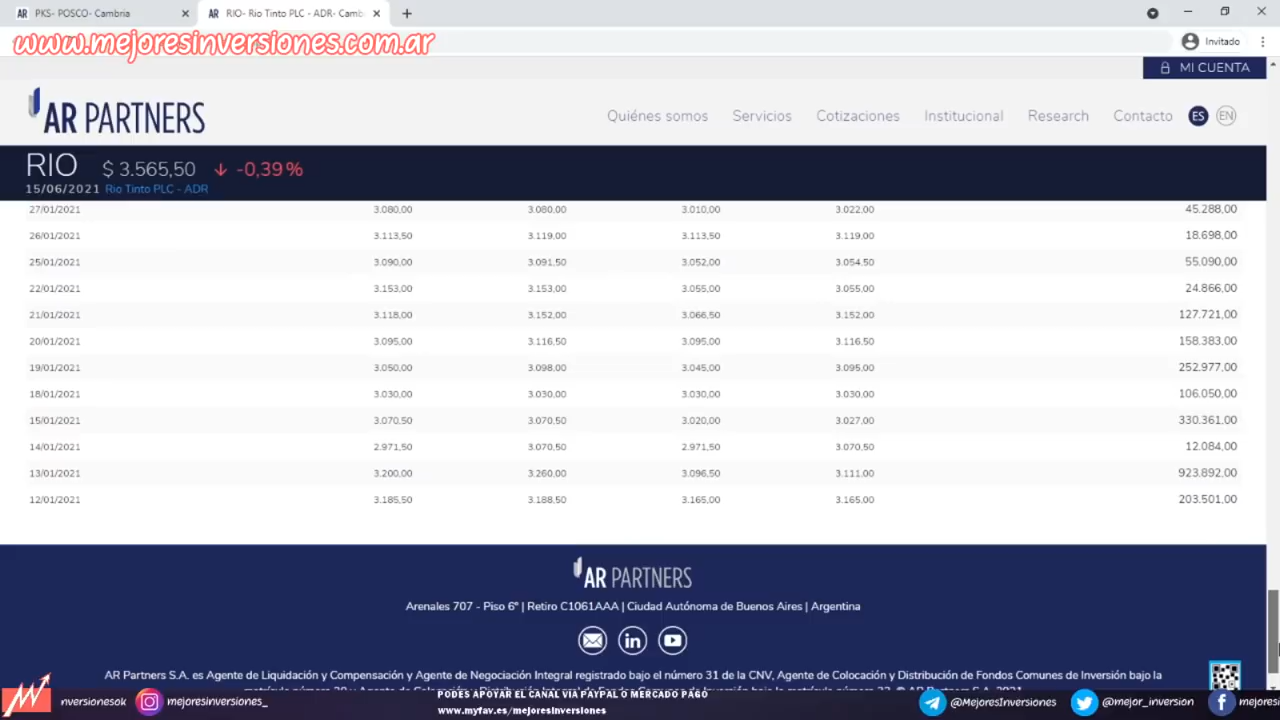 AR PKS- POSCO- Cambria
AR RIO- Rio Tinto PLC - ADR- Camb
www.mejoresinversiones.com.ar
Invitado
MI CUENTA
AR PARTNERS
Quiénes somos Servicios Cotizaciones Institucional Research Contacto ES EN
RIO $ 3.565,50 -0,39 %
15/06/2021 Rio Tinto PLC - ADR
27/01/2021 3.080,00 3.080,00 3.010,00 3.022,00 45.288,00
26/01/2021 3.113,50 3.119,00 3.113,50 3.119,00 18.698,00
25/01/2021 3.090,00 3.091,50 3.052,00 3.054,50 55.090,00
22/01/2021 3.153,00 3.153,00 3.055,00 3.055,00 24.866,00
21/01/2021 3.118,00 3.152,00 3.066,50 3.152,00 127.721,00
20/01/2021 3.095,00 3.116,50 3.095,00 3.116,50 158.383,00
19/01/2021 3.050,00 3.098,00 3.045,00 3.095,00 252.977,00
18/01/2021 3.030,00 3.030,00 3.030,00 3.030,00 106.050,00
15/01/2021 3.070,50 3.070,50 3.020,00 3.027,00 330.361,00
14/01/2021 2.971,50 3.070,50 2.971,50 3.070,50 12.084,00
13/01/2021 3.200,00 3.260,00 3.096,50 3.111,00 923.892,00
12/01/2021 3.185,50 3.188,50 3.165,00 3.165,00 203.501,00
AR PARTNERS
Arenales 707 - Piso 6° | Retiro C1061AAA | Ciudad Autónoma de Buenos Aires | Argentina
AR Partners S.A. es Agente de Liquidación y Compensación y Agente de Negociación Integral registrado bajo el número 31 de la CNV, Agente de Colocación y Distribución de Fondos Comunes de Inversión bajo la
PODES APOYAR EL CANAL VIA PAYPAL O MERCADO PAGO
www.myfav.es/mejoresInversiones
nversionesok mejoresinversiones_ @MejoresInversiones @mejor_inversion mejores